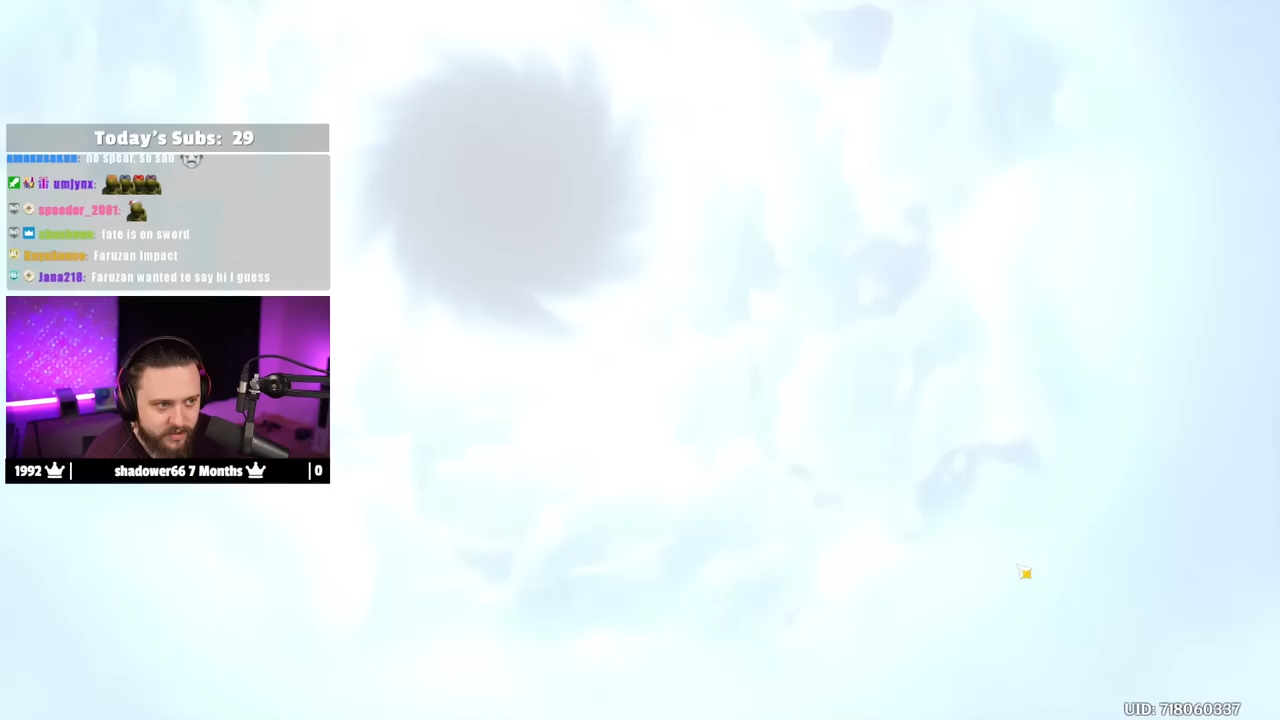 Today's Subs: 29
no spear. so sad
umjynx:
speeder_2001:
fate is on sword
Faruzan Impact
Jana218: Faruzan wanted to say hi I guess
1992 | shadower66 7 Months | 0
UID: 718060337